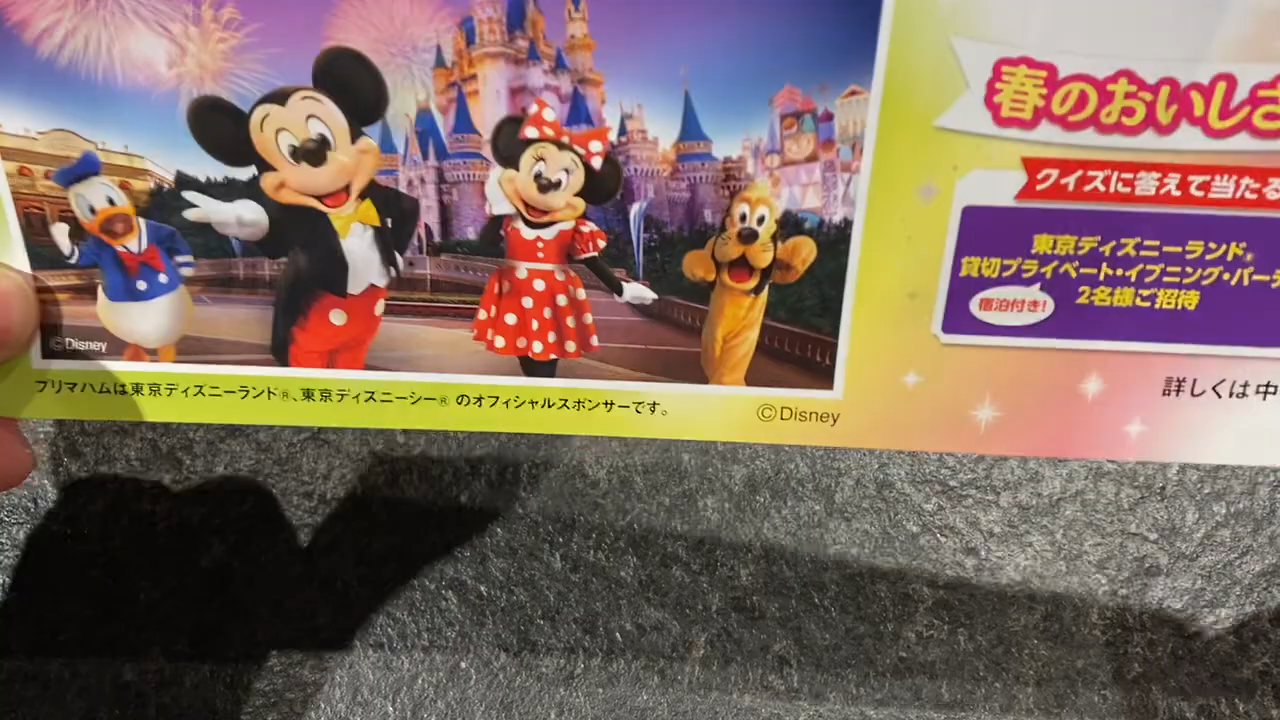 春のおいしさ
クイズに答えて当たる
東京ディズニーランド®
貸切プライベート・イブニング・パーテ
宿泊付き!
2名様ご招待
詳しくは中
©Disney
プリマハムは東京ディズニーランド®、東京ディズニーシー® のオフィシャルスポンサーです。
©Disney